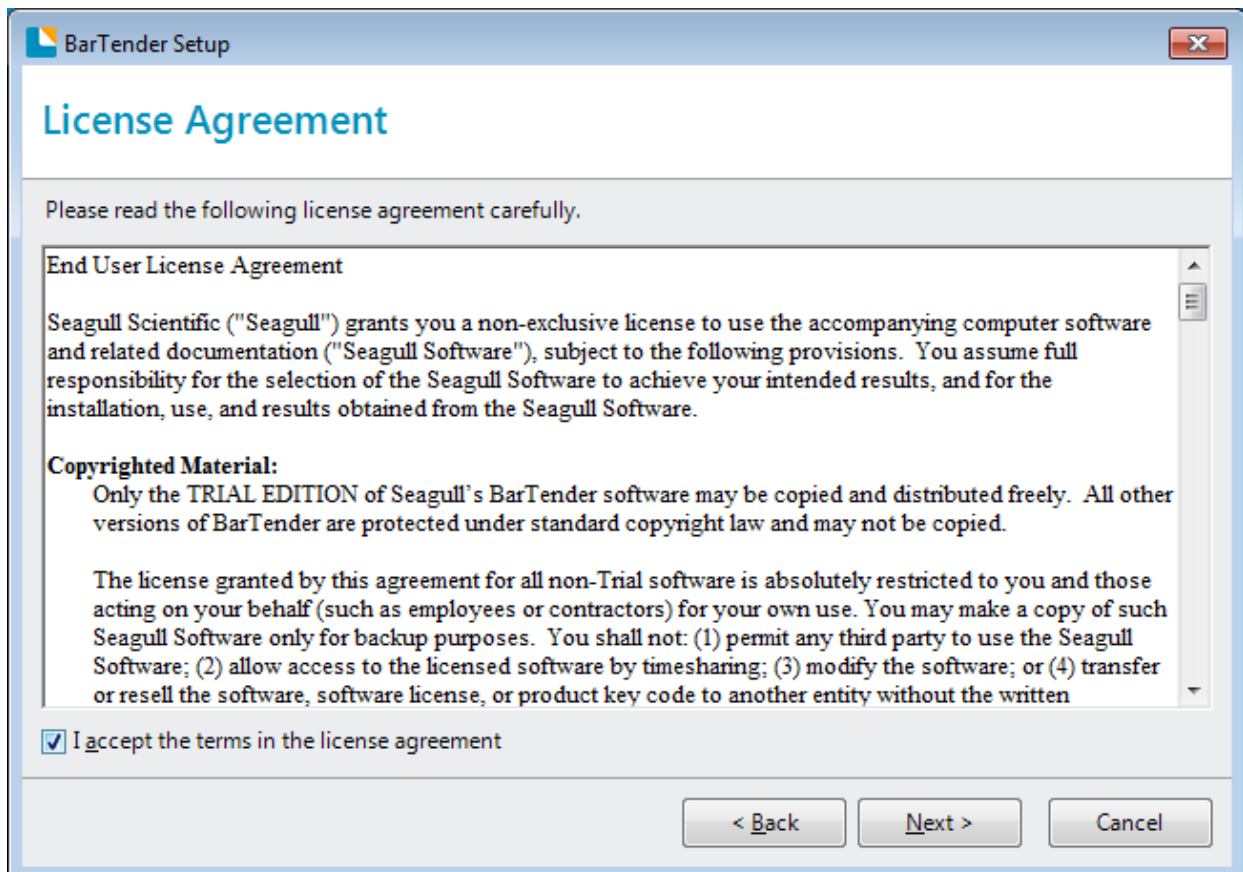 BarTender Setup
License Agreement
Please read the following license agreement carefully.
End User License Agreement
Seagull Scientific ("Seagull") grants you a non-exclusive license to use the accompanying computer software
and related documentation ("Seagull Software"), subject to the following provisions.  You assume full
responsibility for the selection of the Seagull Software to achieve your intended results, and for the
installation, use, and results obtained from the Seagull Software.
Copyrighted Material:
Only the TRIAL EDITION of Seagull’s BarTender software may be copied and distributed freely.  All other
versions of BarTender are protected under standard copyright law and may not be copied.
The license granted by this agreement for all non-Trial software is absolutely restricted to you and those
acting on your behalf (such as employees or contractors) for your own use. You may make a copy of such
Seagull Software only for backup purposes.  You shall not: (1) permit any third party to use the Seagull
Software; (2) allow access to the licensed software by timesharing; (3) modify the software; or (4) transfer
or resell the software, software license, or product key code to another entity without the written
I accept the terms in the license agreement
< Back
Next >
Cancel